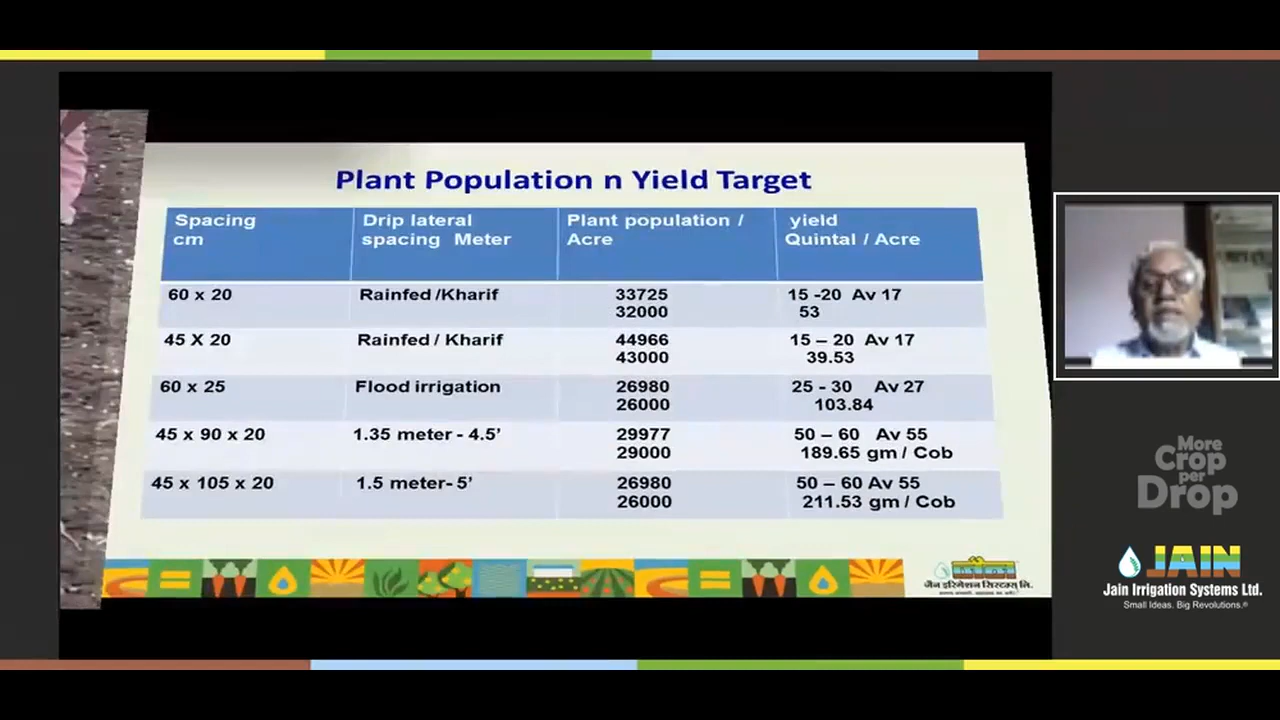 Plant Population n Yield Target
Spacing cm
Drip lateral spacing Meter
Plant population / Acre
yield Quintal / Acre
60 x 20 Rainfed /Kharif 33725 15 -20 Av 17
32000 53
45 X 20 Rainfed / Kharif 44966 15 – 20 Av 17
43000 39.53
60 x 25 Flood irrigation 26980 25 - 30 Av 27
26000 103.84
45 x 90 x 20 1.35 meter - 4.5’ 29977 50 – 60 Av 55
29000 189.65 gm / Cob
45 x 105 x 20 1.5 meter- 5’ 26980 50 – 60 Av 55
26000 211.53 gm / Cob
जैन इरिगेशन सिस्टम्स् लि.
More
Crop
per
Drop
JAIN
Jain Irrigation Systems Ltd.
Small Ideas. Big Revolutions.®